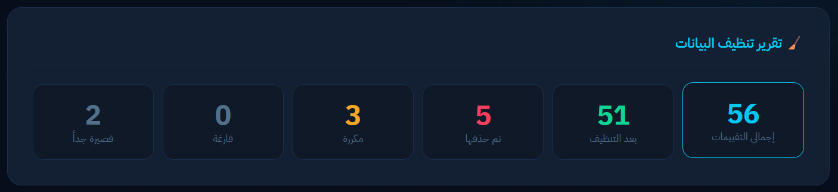 🧹 تقرير تنظيف البيانات
56
إجمالي التقييمات
51
بعد التنظيف
5
تم حذفها
3
مكررة
0
فارغة
2
قصيرة جداً